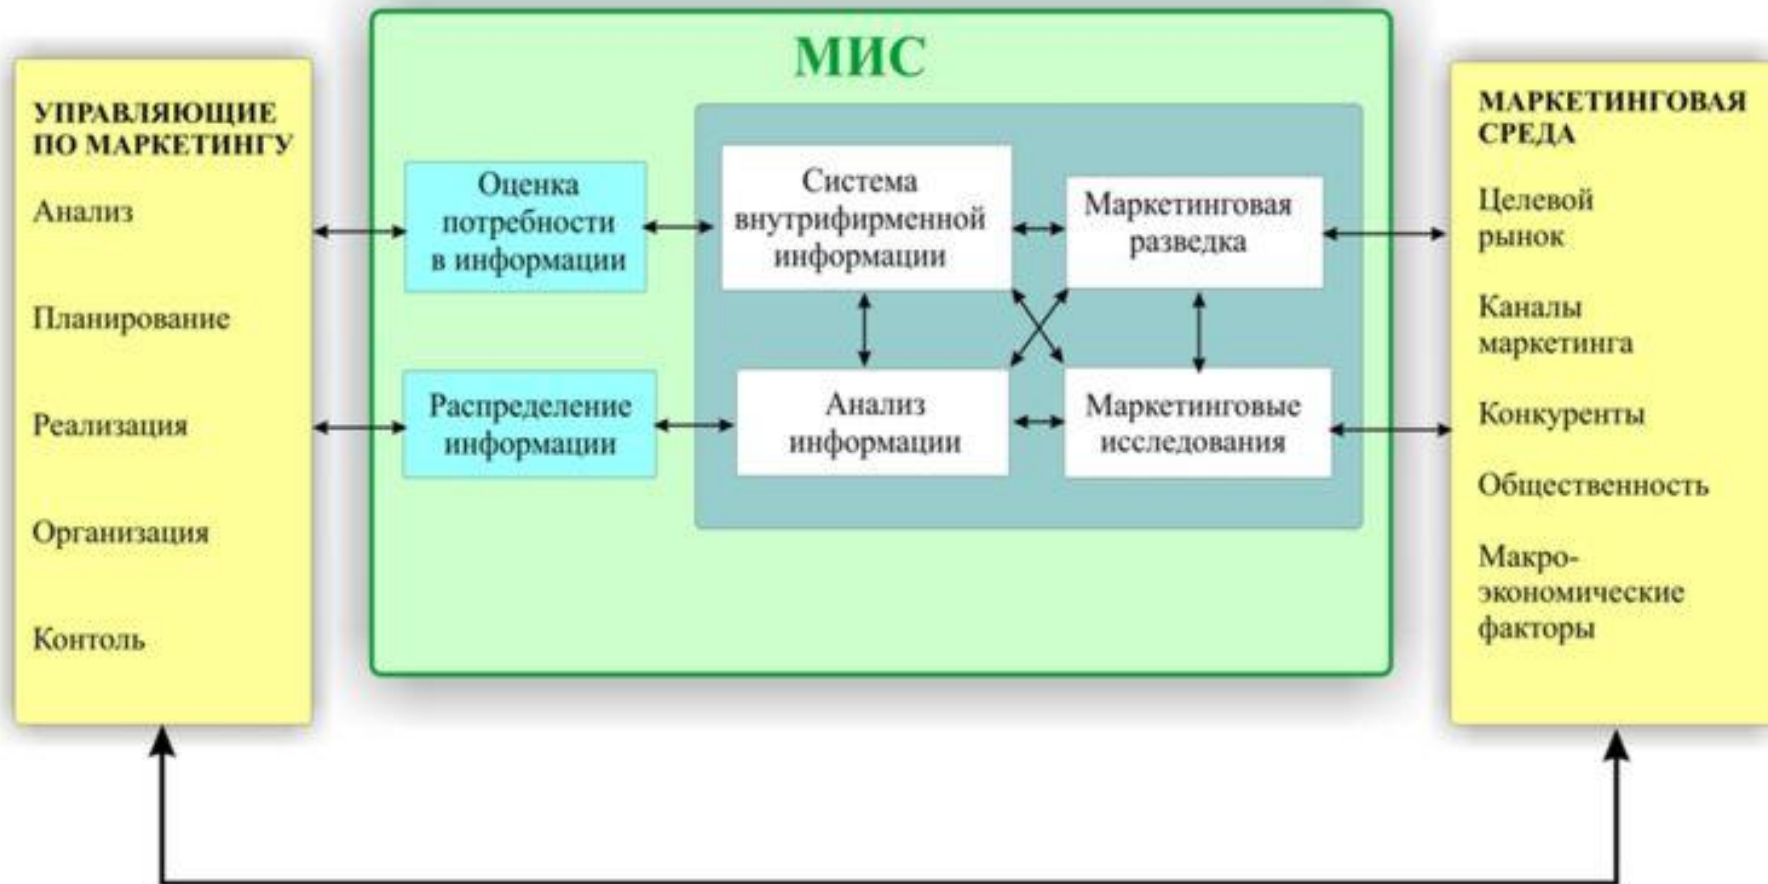 МИС
УПРАВЛЯЮЩИЕ
ПО МАРКЕТИНГУ
Анализ
Планирование
Реализация
Организация
Контоль
Оценка
потребности
в информации
Распределение
информации
Система
внутрифирменной
информации
Маркетинговая
разведка
Анализ
информации
Маркетинговые
исследования
МАРКЕТИНГОВАЯ
СРЕДА
Целевой
рынок
Каналы
маркетинга
Конкуренты
Общественность
Макро-
экономические
факторы